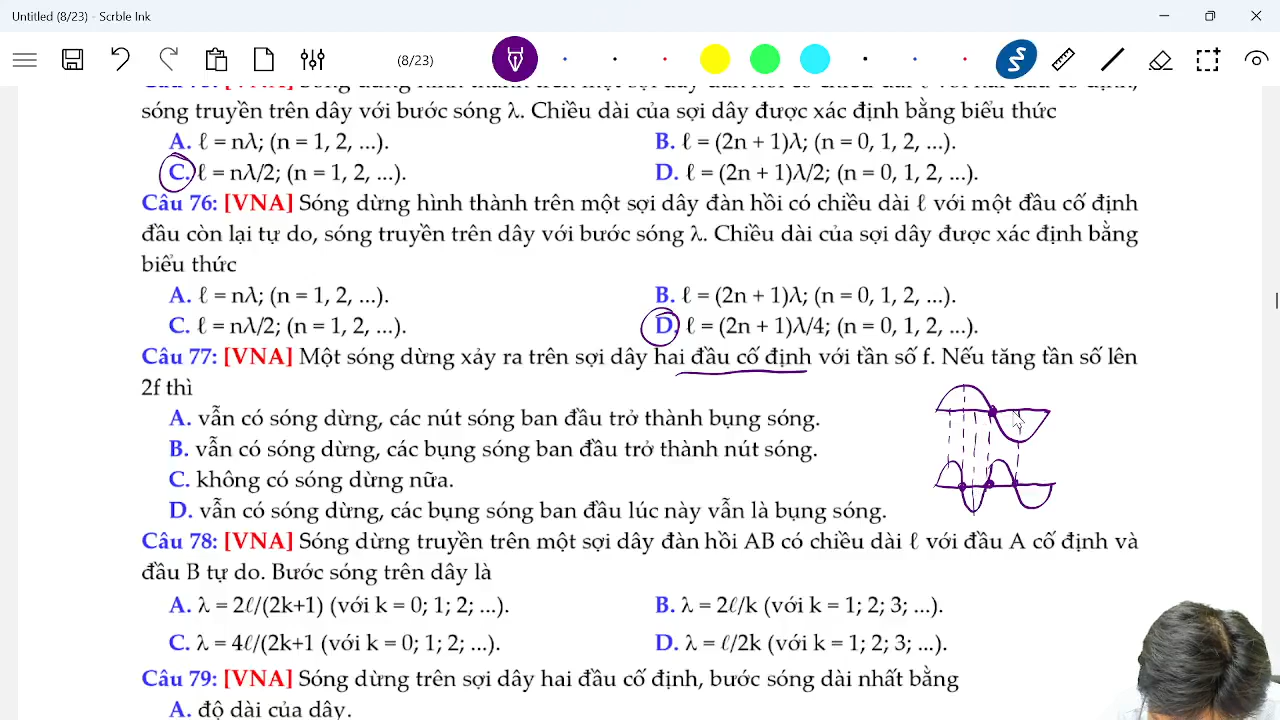 Untitled (8/23) - Scrble Ink
(8/23)
sóng truyền trên dây với bước sóng λ. Chiều dài của sợi dây được xác định bằng biểu thức
A. ℓ = nλ; (n = 1, 2, ...). B. ℓ = (2n + 1)λ; (n = 0, 1, 2, ...).
C. ℓ = nλ/2; (n = 1, 2, ...). D. ℓ = (2n + 1)λ/2; (n = 0, 1, 2, ...).
Câu 76: [VNA] Sóng dừng hình thành trên một sợi dây đàn hồi có chiều dài ℓ với một đầu cố định
đầu còn lại tự do, sóng truyền trên dây với bước sóng λ. Chiều dài của sợi dây được xác định bằng
biểu thức
A. ℓ = nλ; (n = 1, 2, ...). B. ℓ = (2n + 1)λ; (n = 0, 1, 2, ...).
C. ℓ = nλ/2; (n = 1, 2, ...). D. ℓ = (2n + 1)λ/4; (n = 0, 1, 2, ...).
Câu 77: [VNA] Một sóng dừng xảy ra trên sợi dây hai đầu cố định với tần số f. Nếu tăng tần số lên
2f thì
A. vẫn có sóng dừng, các nút sóng ban đầu trở thành bụng sóng.
B. vẫn có sóng dừng, các bụng sóng ban đầu trở thành nút sóng.
C. không có sóng dừng nữa.
D. vẫn có sóng dừng, các bụng sóng ban đầu lúc này vẫn là bụng sóng.
Câu 78: [VNA] Sóng dừng truyền trên một sợi dây đàn hồi AB có chiều dài ℓ với đầu A cố định và
đầu B tự do. Bước sóng trên dây là
A. λ = 2ℓ/(2k+1) (với k = 0; 1; 2; ...). B. λ = 2ℓ/k (với k = 1; 2; 3; ...).
C. λ = 4ℓ/(2k+1 (với k = 0; 1; 2; ...). D. λ = ℓ/2k (với k = 1; 2; 3; ...).
Câu 79: [VNA] Sóng dừng trên sợi dây hai đầu cố định, bước sóng dài nhất bằng
A. độ dài của dây.